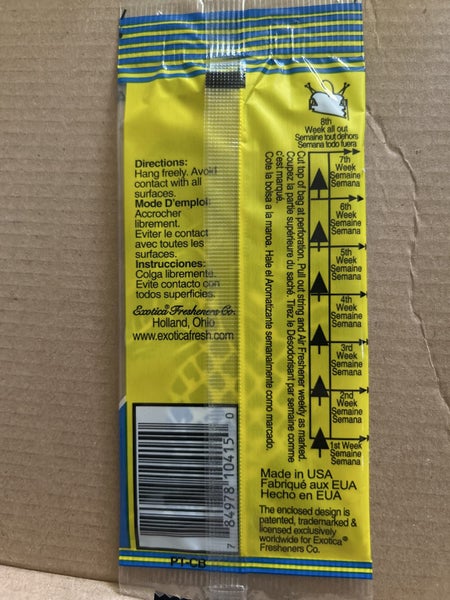 8th
Week all out
Semaine tout dehors
Semana todo fuera
7th
Week
Semaine
Semana
6th
Week
Semaine
Semana
5th
Week
Semaine
Semana
4th
Week
Semaine
Semana
3rd
Week
Semaine
Semana
2nd
Week
Semaine
Semana
1st Week
Semaine
Semana
Directions:
Hang freely. Avoid
contact with all
surfaces.
Mode D'emploi:
Accrocher
librement.
Eviter le contact
avec toutes les
surfaces.
Instrucciones:
Colga libremente.
Evite contacto con
todos superficies.
Exotica® Fresheners Co.
Holland, Ohio
www.exoticafresh.com
Cut top of bag at perforation. Pull out string and Air Freshener weekly as marked.
Coupez la partie supérieure du sache. Tirez le Désodorisant par semaine comme
c'est marqué.
Cote la bolsa a la marca. Hale el Aromatizante semanalmente como marcado.
Made in USA
Fabriqué aux EUA
Hecho en EUA
The enclosed design is
patented, trademarked &
licensed exclusively
worldwide for Exotica®
Fresheners Co.
7 84978 10415 0
PT-CB